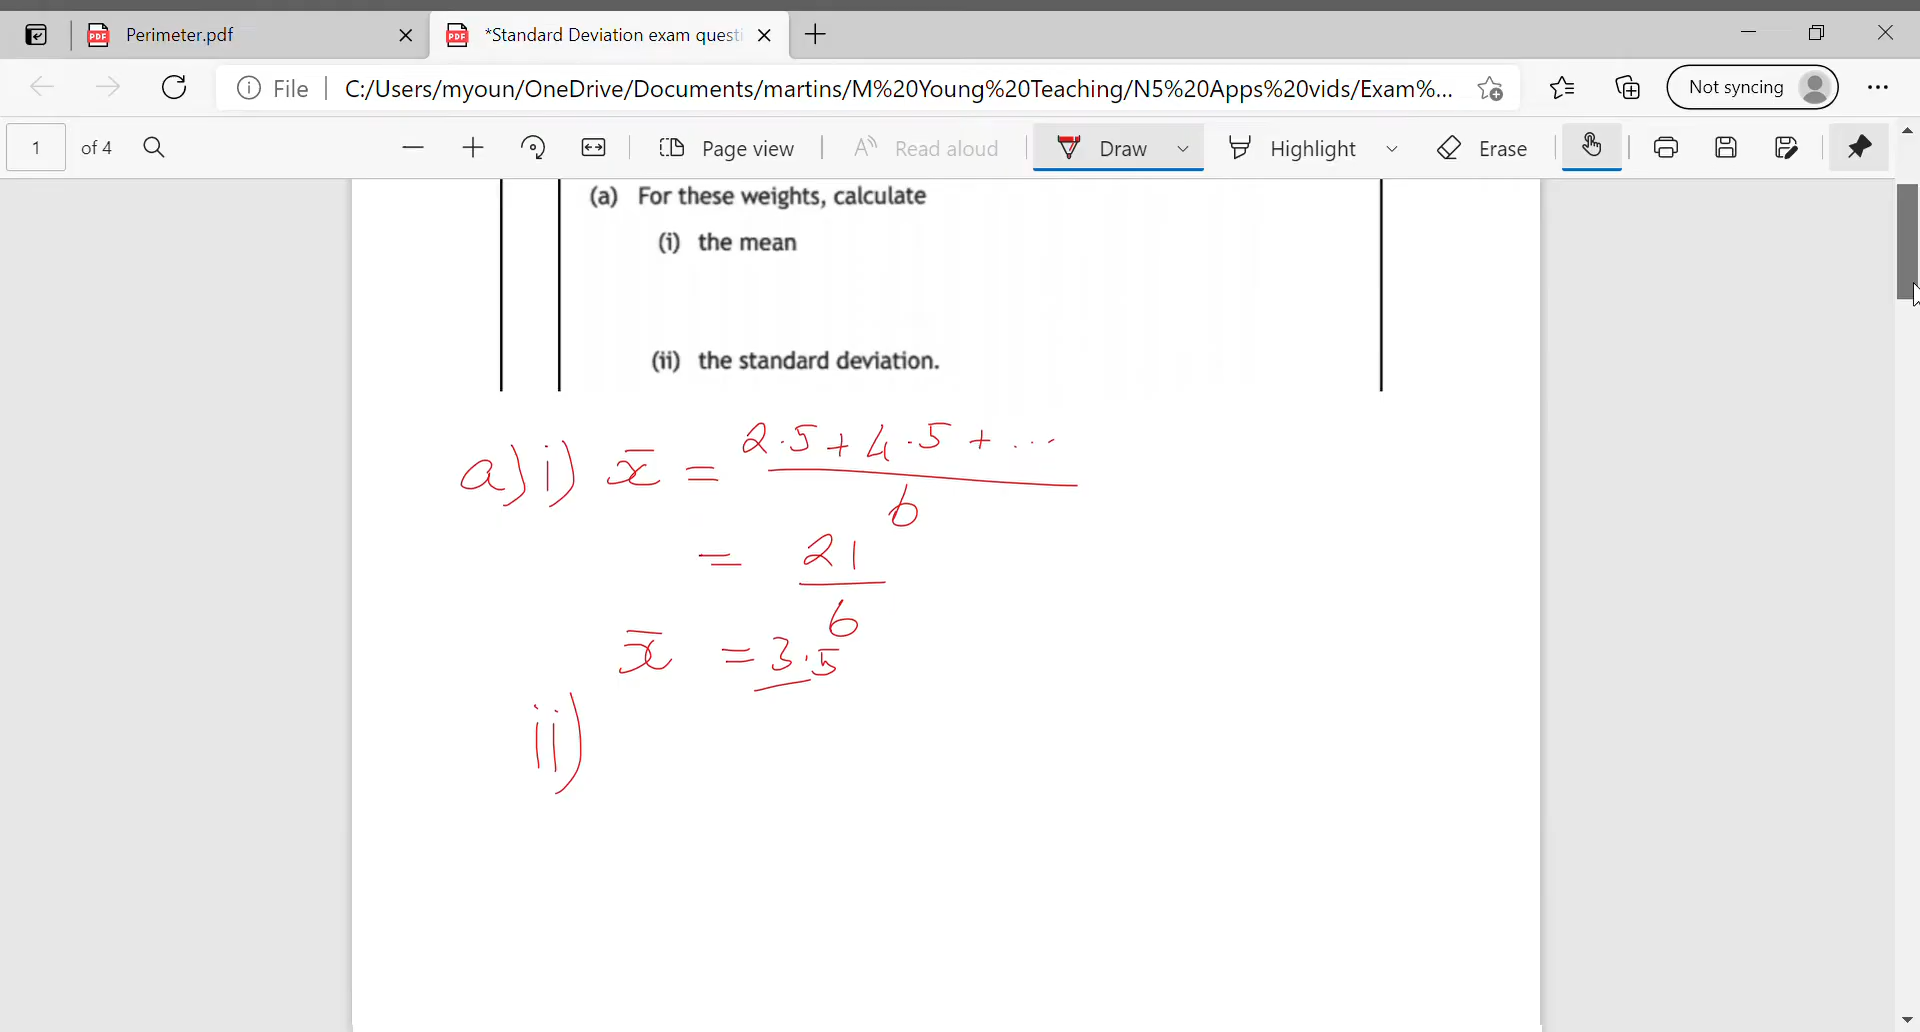 Perimeter.pdf
*Standard Deviation exam questi
File
C:/Users/myoun/OneDrive/Documents/martins/M%20Young%20Teaching/N5%20Apps%20vids/Exam%...
Not syncing
1 of 4
Page view
Read aloud
Draw
Highlight
Erase
(a) For these weights, calculate
(i) the mean
(ii) the standard deviation.
a) i) x̄ = 2.5 + 4.5 + ...
6
= 21
6
x̄ = 3.5
ii)